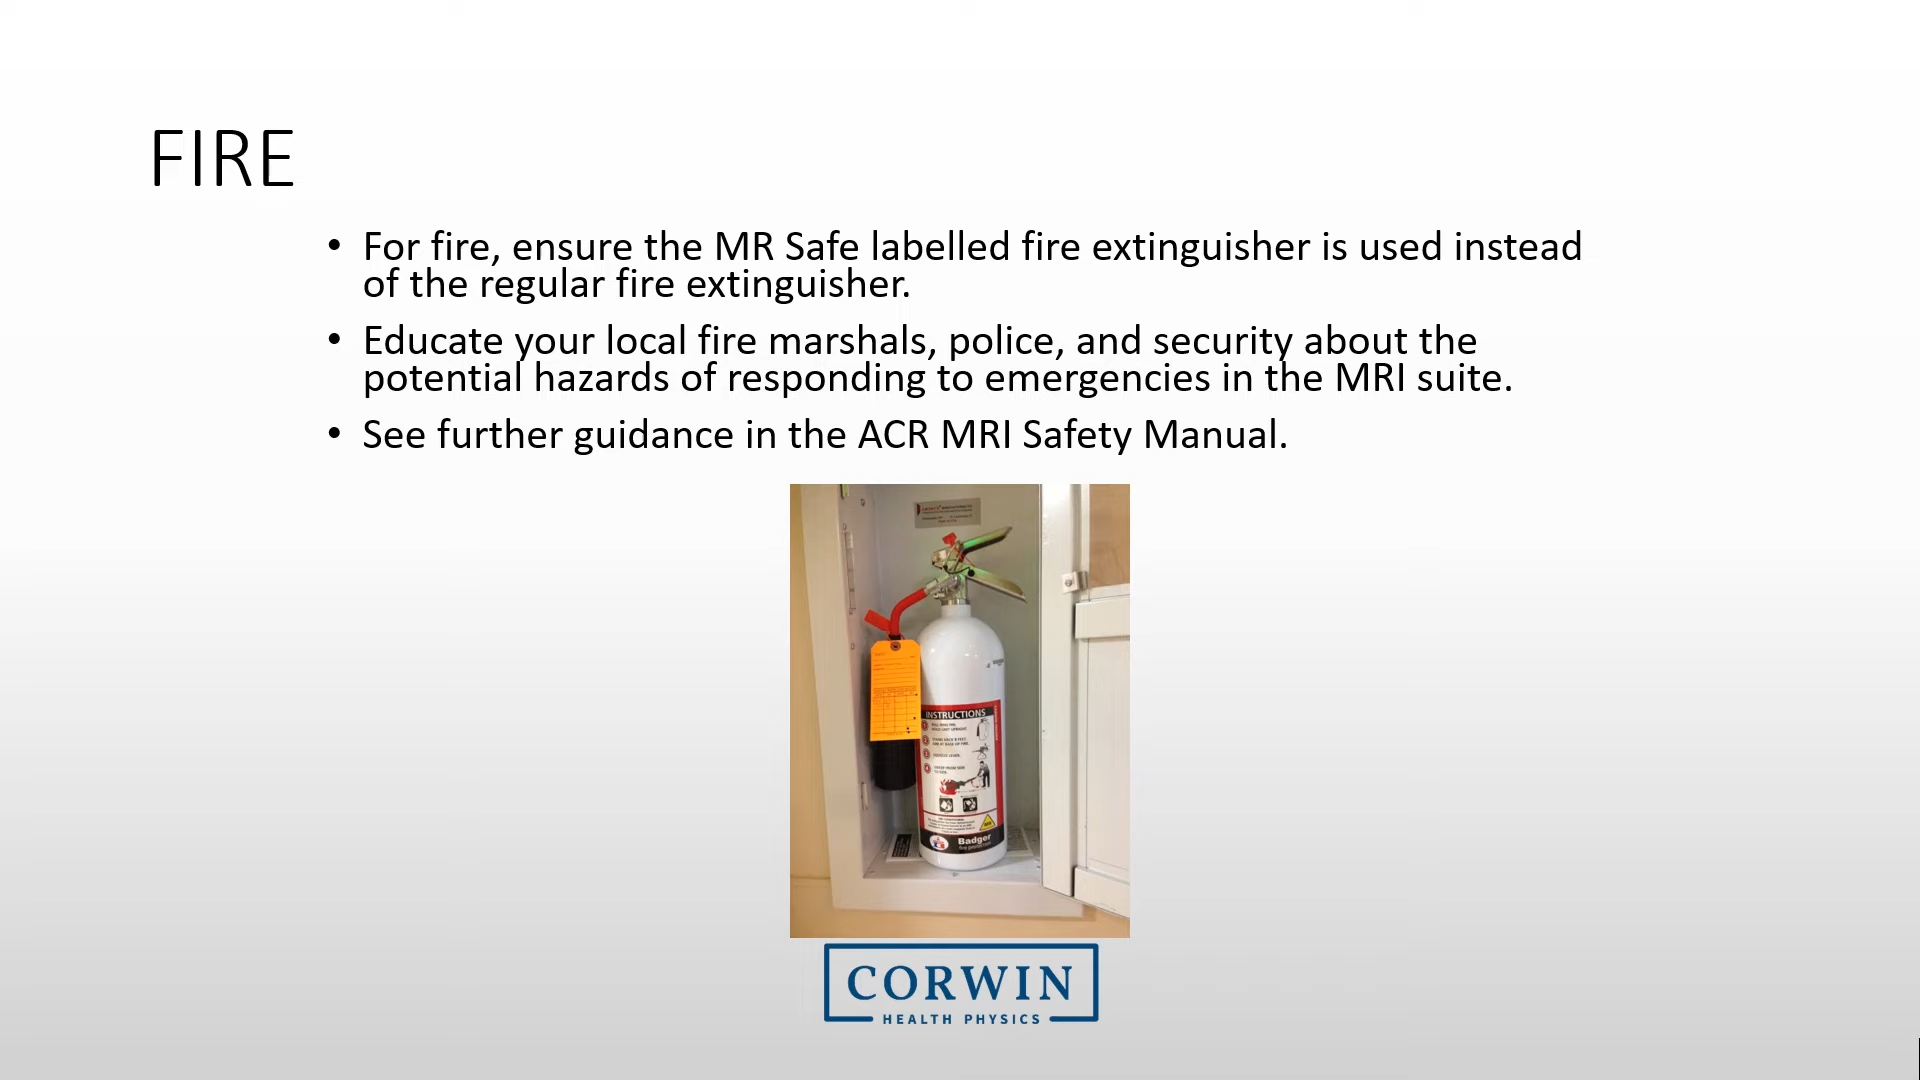 FIRE
• For fire, ensure the MR Safe labelled fire extinguisher is used instead
of the regular fire extinguisher.
• Educate your local fire marshals, police, and security about the
potential hazards of responding to emergencies in the MRI suite.
• See further guidance in the ACR MRI Safety Manual.
INSTRUCTIONS
Badger
CORWIN
HEALTH PHYSICS